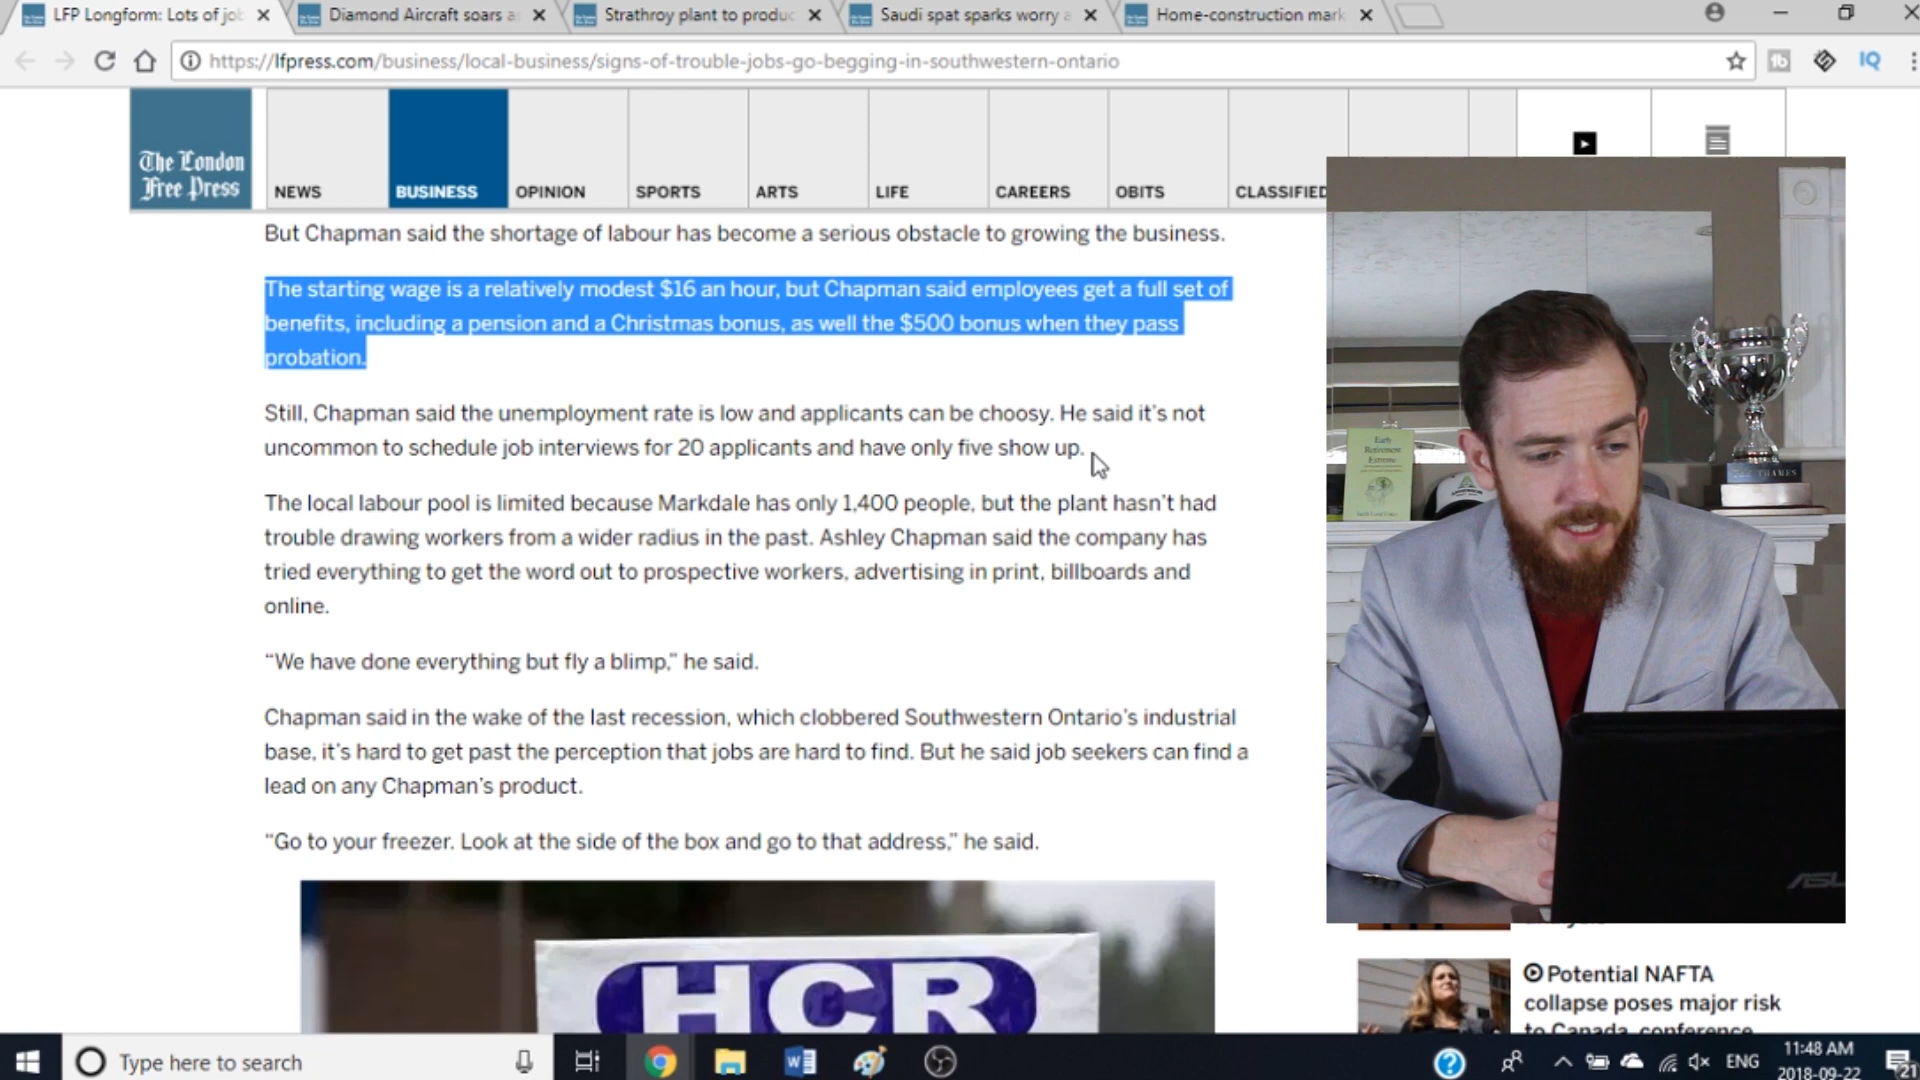 LFP Longform: Lots of jo
Diamond Aircraft soars a
Strathroy plant to produc
Saudi spat sparks worry a
Home-construction mark
https://lfpress.com/business/local-business/signs-of-trouble-jobs-go-begging-in-southwestern-ontario
tb
IQ
The London
Free Press
NEWS
BUSINESS
OPINION
SPORTS
ARTS
LIFE
CAREERS
OBITS
CLASSIFIED
But Chapman said the shortage of labour has become a serious obstacle to growing the business.
The starting wage is a relatively modest $16 an hour, but Chapman said employees get a full set of
benefits, including a pension and a Christmas bonus, as well the $500 bonus when they pass
probation.
Still, Chapman said the unemployment rate is low and applicants can be choosy. He said it's not
uncommon to schedule job interviews for 20 applicants and have only five show up.
The local labour pool is limited because Markdale has only 1,400 people, but the plant hasn't had
trouble drawing workers from a wider radius in the past. Ashley Chapman said the company has
tried everything to get the word out to prospective workers, advertising in print, billboards and
online.
“We have done everything but fly a blimp,” he said.
Chapman said in the wake of the last recession, which clobbered Southwestern Ontario's industrial
base, it's hard to get past the perception that jobs are hard to find. But he said job seekers can find a
lead on any Chapman's product.
“Go to your freezer. Look at the side of the box and go to that address,” he said.
HCR
Early
Retirement
Extreme
THAMES
Potential NAFTA
collapse poses major risk
to Canada, conference
Type here to search
ENG
11:48 AM
2018-09-22
21